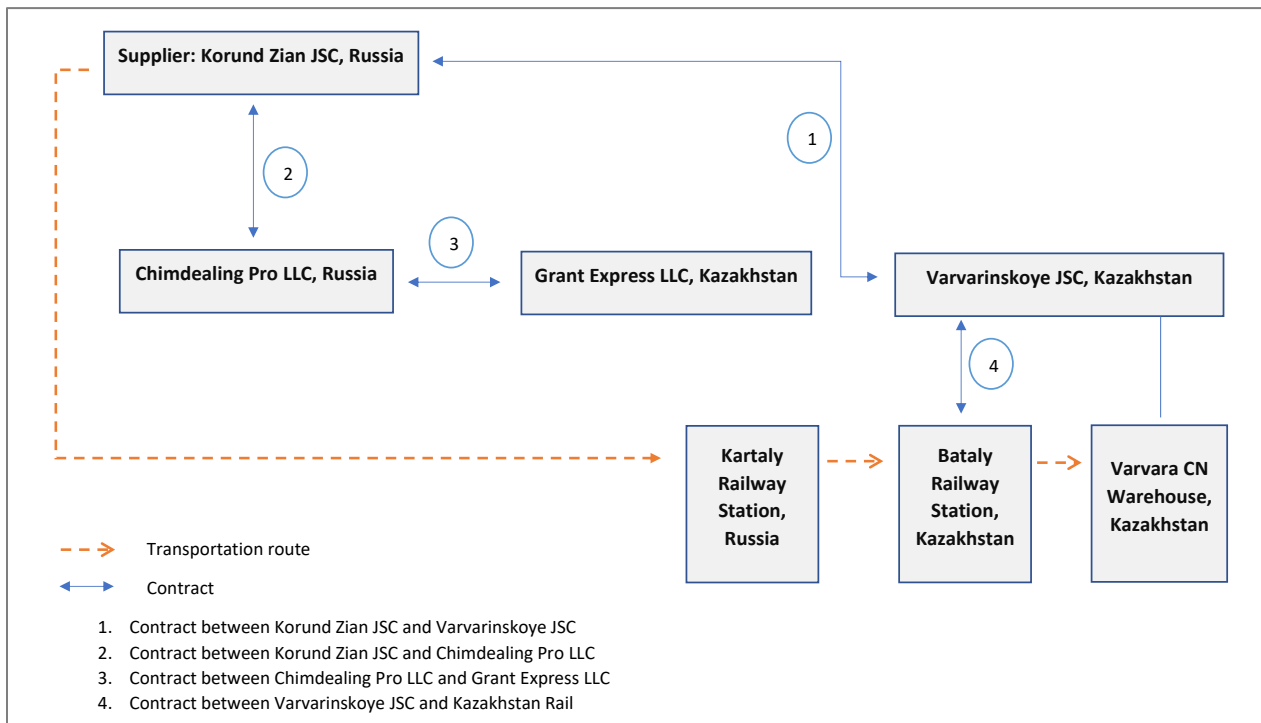 Supplier: Korund Zian JSC, Russia
1
2
3
Chimdealing Pro LLC, Russia
Grant Express LLC, Kazakhstan
Varvarinskoye JSC, Kazakhstan
4
Kartaly
Railway
Station,
Russia
Bataly
Railway
Station,
Kazakhstan
Varvara CN
Warehouse,
Kazakhstan
Transportation route
Contract
1. Contract between Korund Zian JSC and Varvarinskoye JSC
2. Contract between Korund Zian JSC and Chimdealing Pro LLC
3. Contract between Chimdealing Pro LLC and Grant Express LLC
4. Contract between Varvarinskoye JSC and Kazakhstan Rail